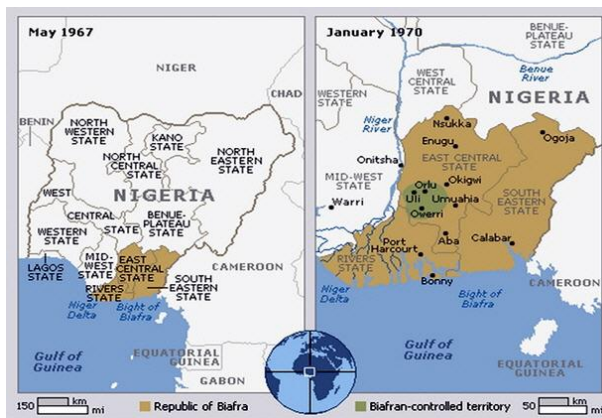 May 1967
NIGER
CHAD
BENIN
NORTH
WESTERN
STATE
KANO
STATE
NORTH
CENTRAL
STATE
NORTH
EASTERN
STATE
NIGERIA
WEST
CENTRAL
STATE
BENUE-
PLATEAU
STATE
WESTERN
STATE
MID-
WEST
STATE
EAST
CENTRAL
STATE
LAGOS
STATE
RIVERS
STATE
SOUTH
EASTERN
STATE
CAMEROON
Niger
Delta
Bight of
Biafra
Gulf of
Guinea
EQUATORIAL
GUINEA
GABON
150 km
mi
Republic of Biafra
January 1970
BENUE-
PLATEAU
STATE
WEST
CENTRAL
STATE
Benue
River
WESTERN
STATE
Niger
River
NIGERIA
Nsukka
Enugu
Ogoja
Onitsha
EAST CENTRAL
STATE
MID-WEST
STATE
Orlu
Okigwi
Uli
Umuahia
SOUTH
EASTERN
STATE
Warri
Owerri
Aba
Calabar
Port
Harcourt
RIVERS
STATE
Bonny
Niger
Delta
Bight of
Biafra
CAMEROON
Gulf of
Guinea
EQUATORIAL
GUINEA
Biafran-controlled territory
50 km
mi